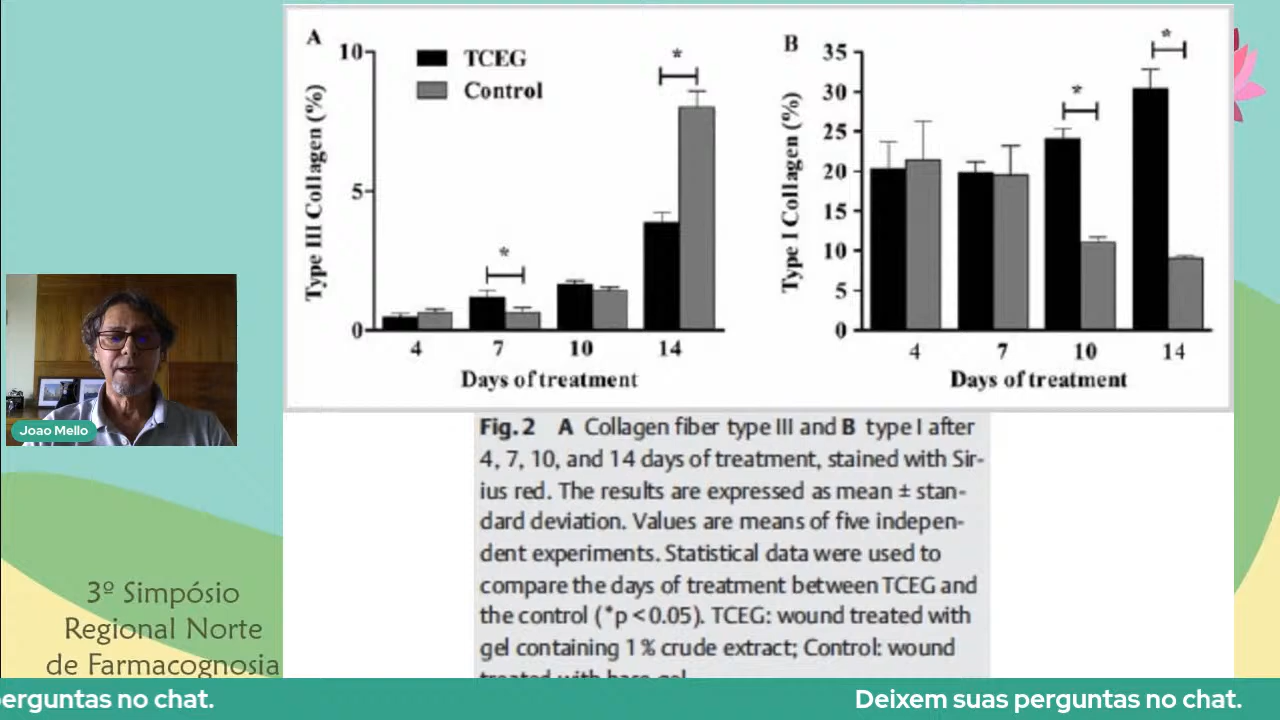 A
10
5
0
Type III Collagen (%)
TCEG
Control
*
*
4 7 10 14
Days of treatment
B
35
30
25
20
15
10
5
0
Type I Collagen (%)
*
*
4 7 10 14
Days of treatment
Fig. 2 A Collagen fiber type III and B type I after
4, 7, 10, and 14 days of treatment, stained with Sir-
ius red. The results are expressed as mean ± stan-
dard deviation. Values are means of five indepen-
dent experiments. Statistical data were used to
compare the days of treatment between TCEG and
the control (*p < 0.05). TCEG: wound treated with
gel containing 1 % crude extract; Control: wound
treated with base gel
Joao Mello
3º Simpósio
Regional Norte
de Farmacognosia
perguntas no chat.
Deixem suas perguntas no chat.